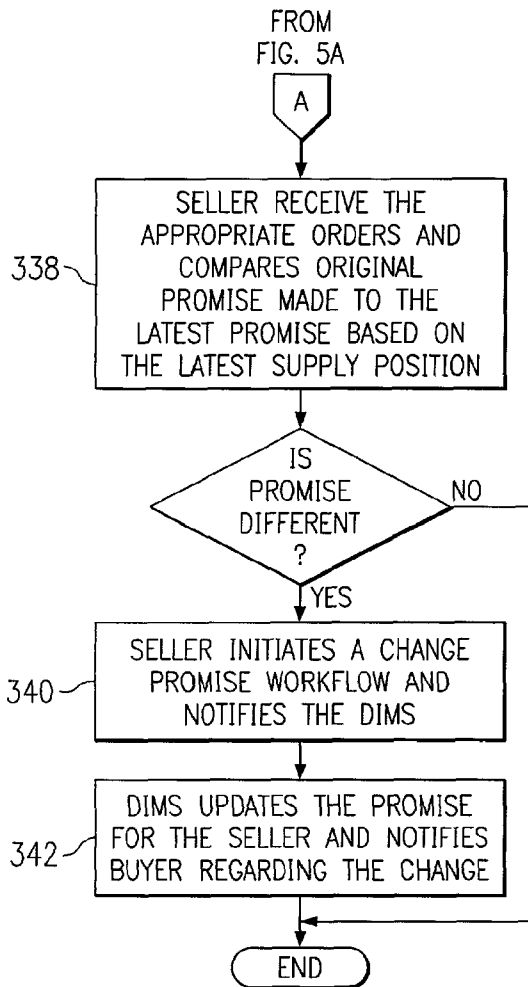 FROM
FIG. 5A
A
SELLER RECEIVE THE
APPROPRIATE ORDERS AND
COMPARES ORIGINAL
PROMISE MADE TO THE
LATEST PROMISE BASED ON
THE LATEST SUPPLY POSITION
338
IS
PROMISE
DIFFERENT
?
NO
YES
SELLER INITIATES A CHANGE
PROMISE WORKFLOW AND
NOTIFIES THE DIMS
340
DIMS UPDATES THE PROMISE
FOR THE SELLER AND NOTIFIES
BUYER REGARDING THE CHANGE
342
END